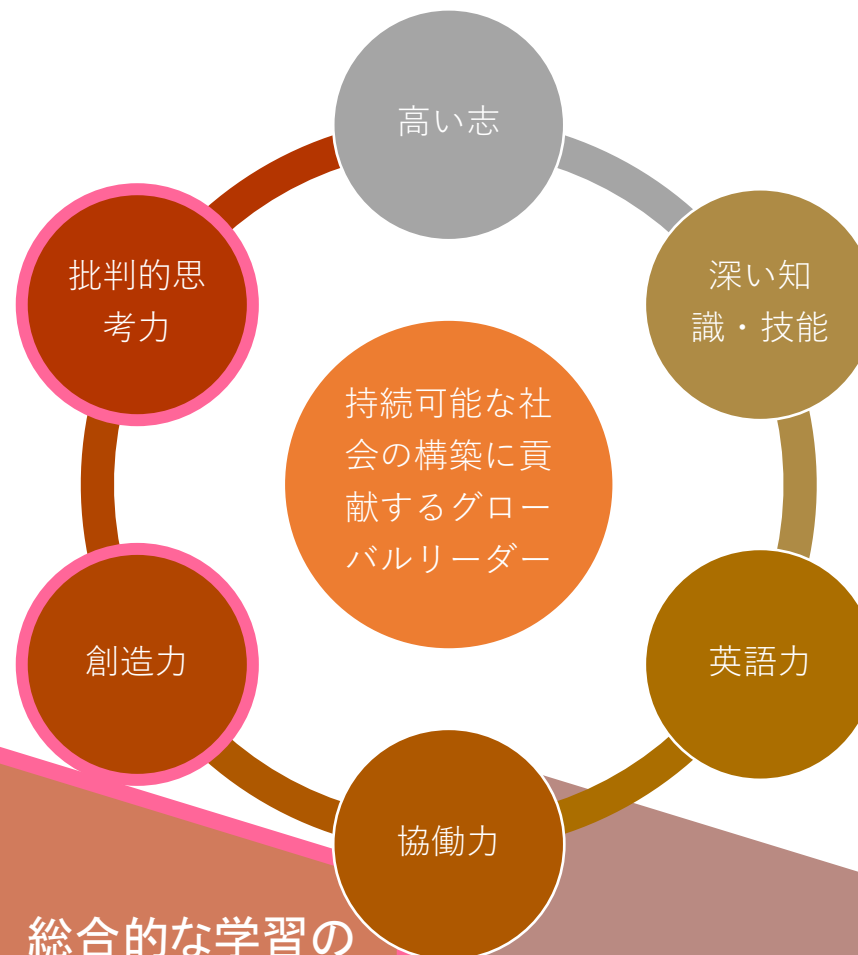 高い志
深い知
識・技能
英語力
協働力
創造力
批判的思
考力
持続可能な社
会の構築に貢
献するグロー
バルリーダー
総合的な学習の